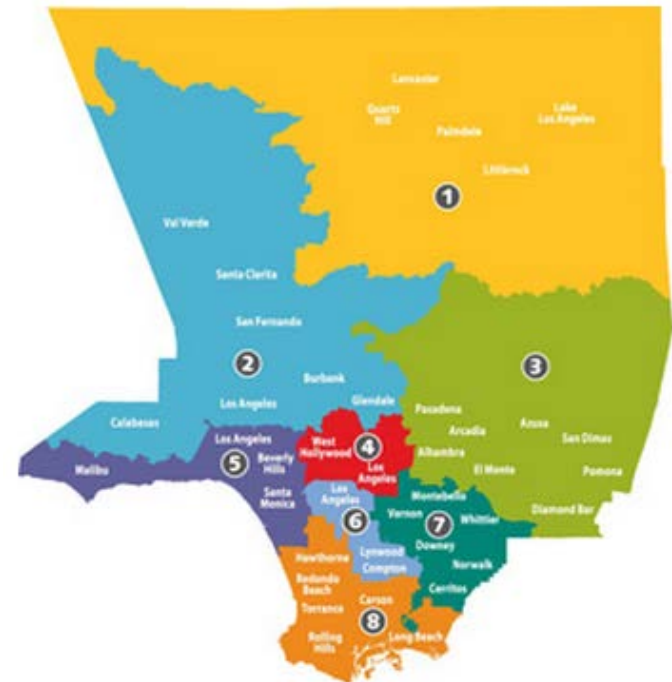 Lancaster
Quartz
Hill
Lake
Los Angeles
Palmdale
Littlerock
1
Val Verde
Santa Clarita
San Fernando
2
Burbank
Los Angeles
Glendale
Calabasas
3
Pasadena
Arcadia
Azusa
San Dimas
Alhambra
El Monte
Pomona
Diamond Bar
West
Hollywood
4
Los
Angeles
Los Angeles
5
Beverly
Hills
Malibu
Santa
Monica
Los
Angeles
6
Lynwood
Compton
Montebello
Vernon
7
Whittier
Downey
Norwalk
Cerritos
Hawthorne
Redondo
Beach
Torrance
Carson
8
Rolling
Hills
Long Beach